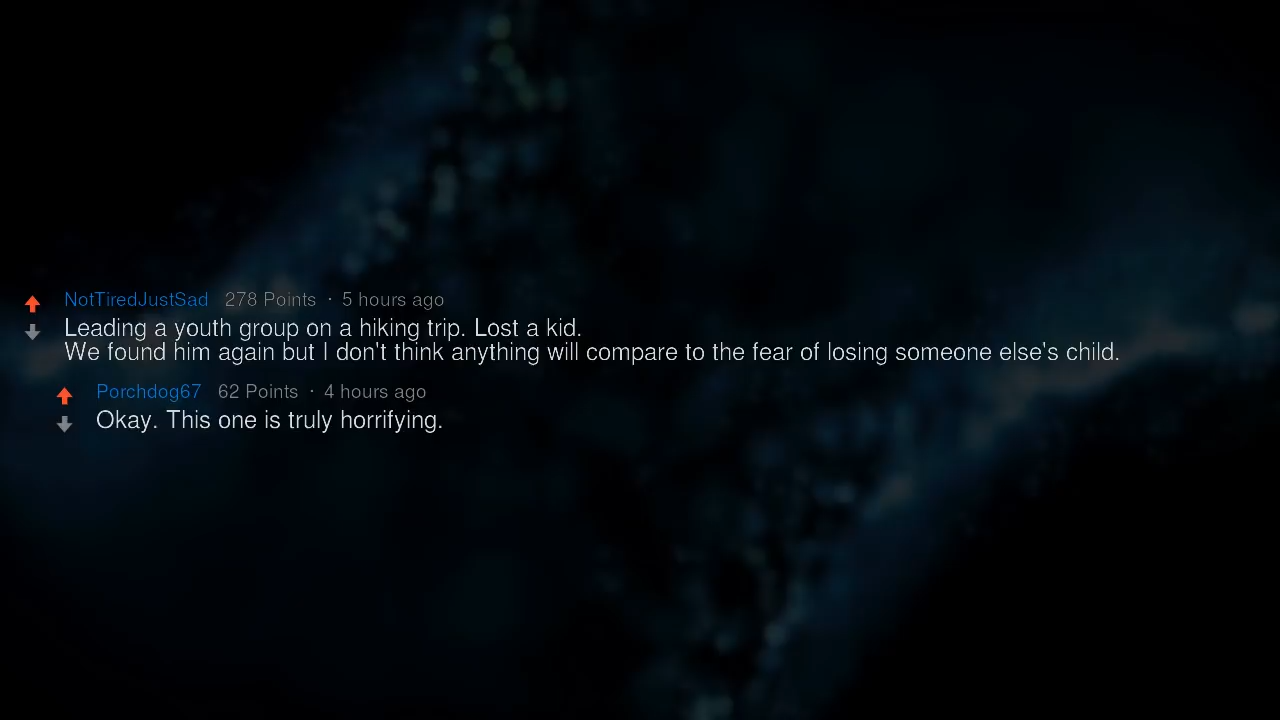 NotTiredJustSad 278 Points · 5 hours ago
Leading a youth group on a hiking trip. Lost a kid.
We found him again but I don't think anything will compare to the fear of losing someone else's child.
Porchdog67 62 Points · 4 hours ago
Okay. This one is truly horrifying.